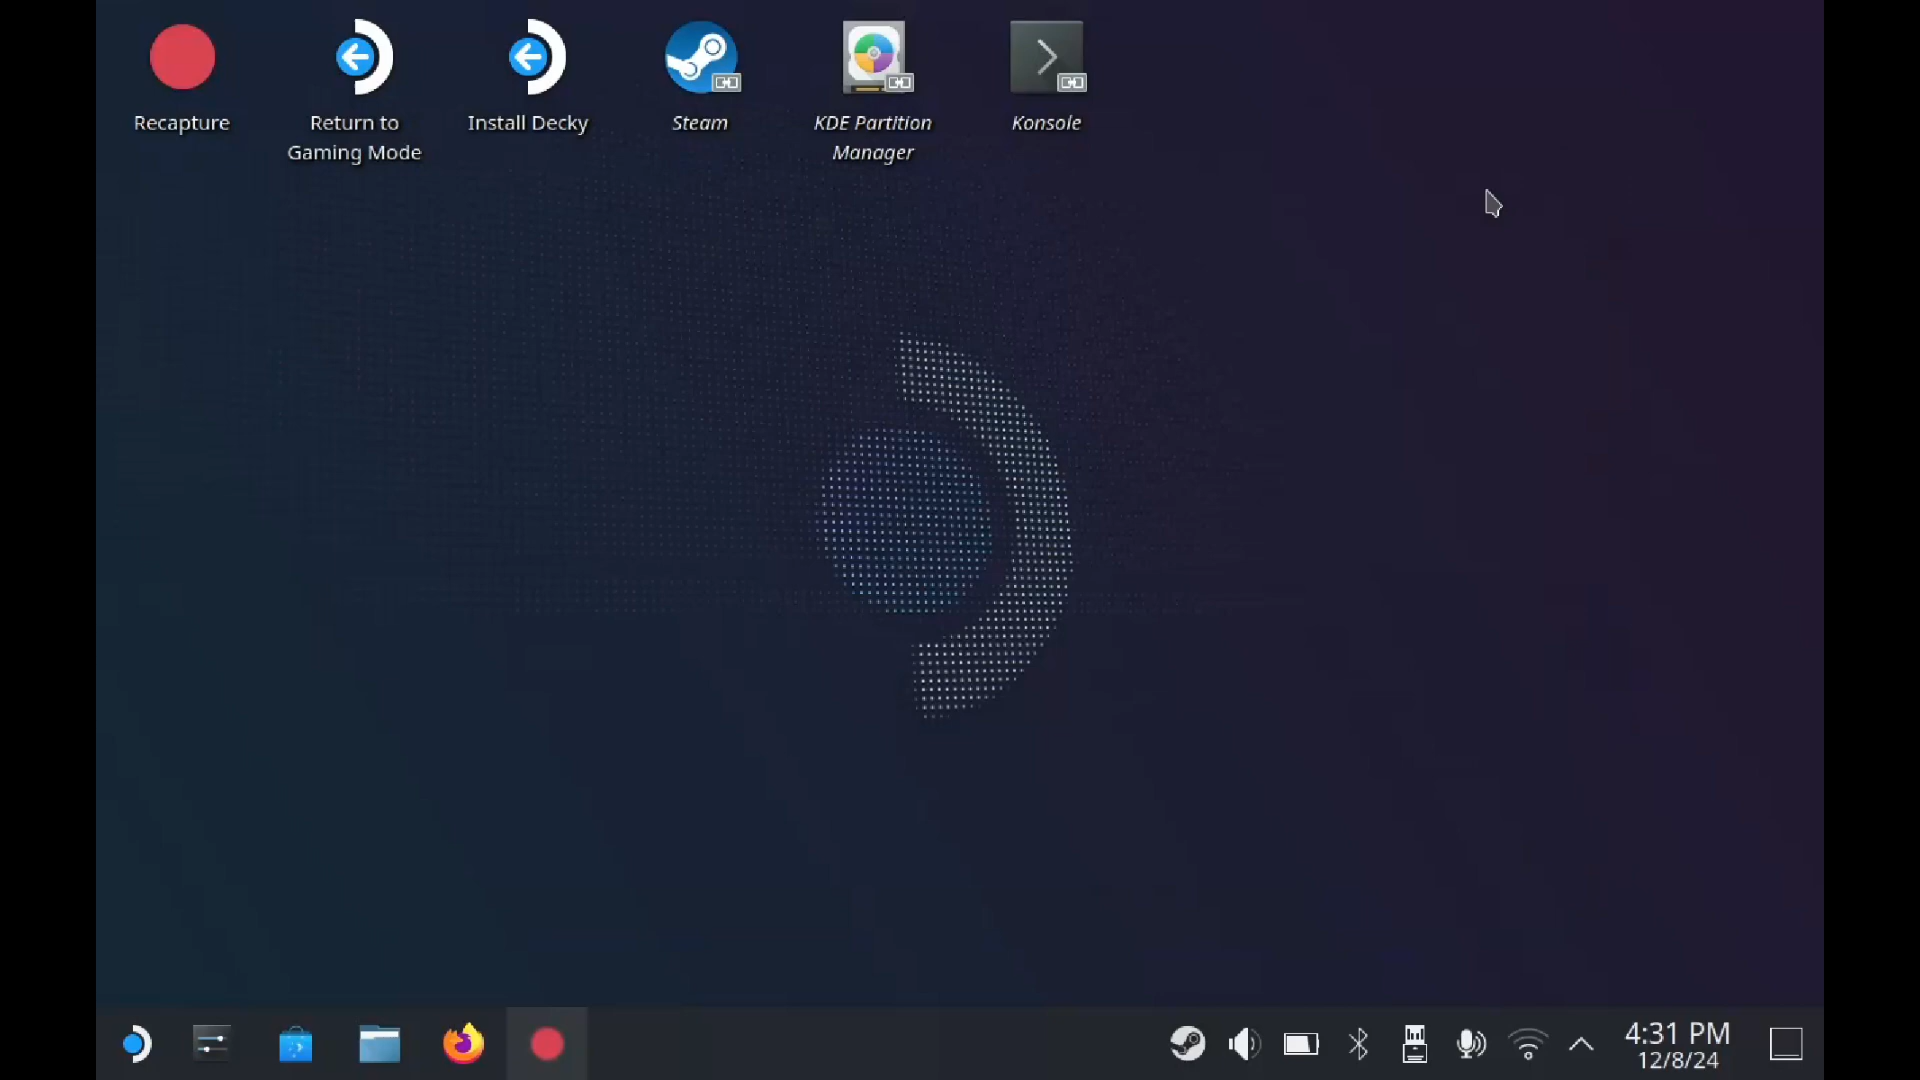 Recapture
Return to
Gaming Mode
Install Decky
Steam
KDE Partition
Manager
Konsole
4:31 PM
12/8/24